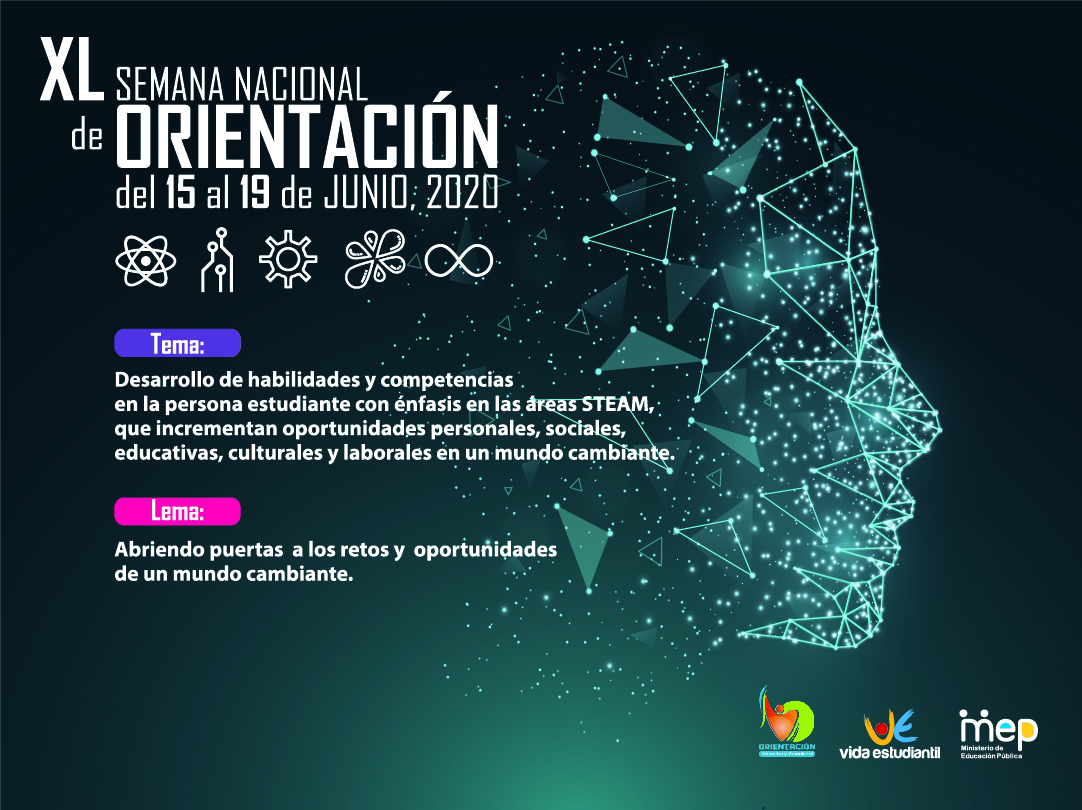 XL SEMANA NACIONAL
de ORIENTACIÓN
del 15 al 19 de JUNIO, 2020
Tema:
Desarrollo de habilidades y competencias
en la persona estudiante con énfasis en las áreas STEAM,
que incrementan oportunidades personales, sociales,
educativas, culturales y laborales en un mundo cambiante.
Lema:
Abriendo puertas a los retos y oportunidades
de un mundo cambiante.
ORIENTACIÓN
vida estudiantil
mep
Ministerio de
Educación Pública